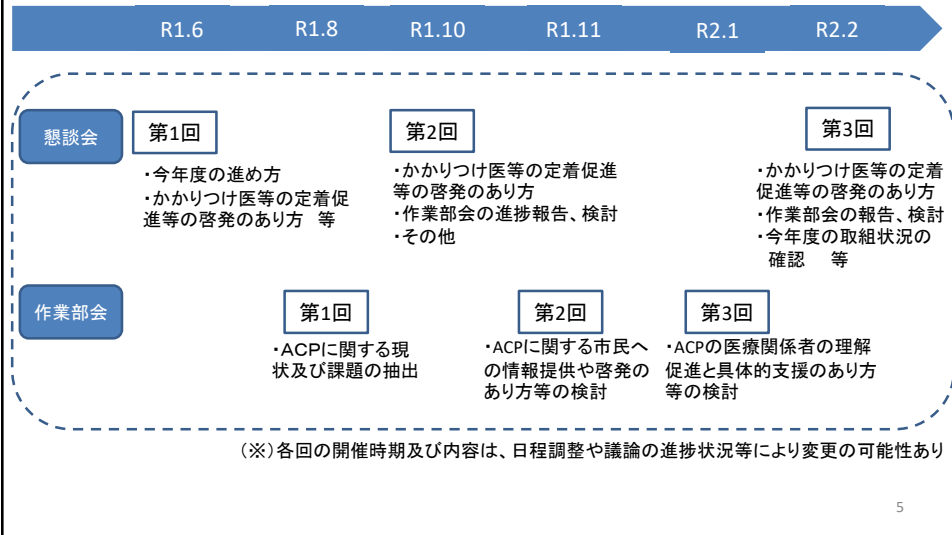 R1.6 R1.8 R1.10 R1.11 R2.1 R2.2
懇談会
第1回
・今年度の進め方
・かかりつけ医等の定着促
進等の啓発のあり方 等
第2回
・かかりつけ医等の定着促進
等の啓発のあり方
・作業部会の進捗報告、検討
・その他
第3回
・かかりつけ医等の定着
促進等の啓発のあり方
・作業部会の報告、検討
・今年度の取組状況の
確認 等
作業部会
第1回
・ACPに関する現
状及び課題の抽出
第2回
・ACPに関する市民へ
の情報提供や啓発の
あり方等の検討
第3回
・ACPの医療関係者の理解
促進と具体的支援のあり方
等の検討
(※)各回の開催時期及び内容は、日程調整や議論の進捗状況等により変更の可能性あり
5